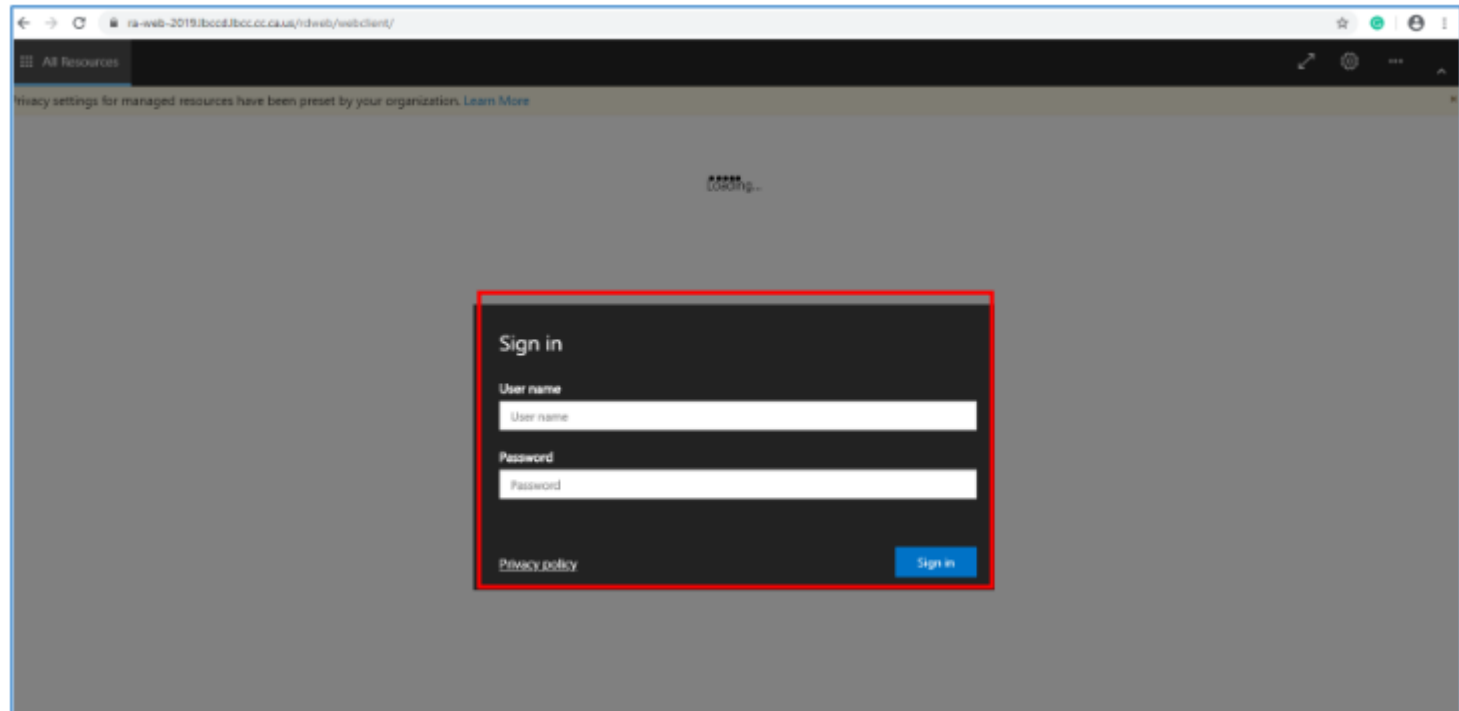 ra-web-2019.lbccd.lbcc.cc.ca.us/rdweb/webclient/
All Resources
Privacy settings for managed resources have been preset by your organization. Learn More
Loading...
Sign in
User name
User name
Password
Password
Privacy policy
Sign in